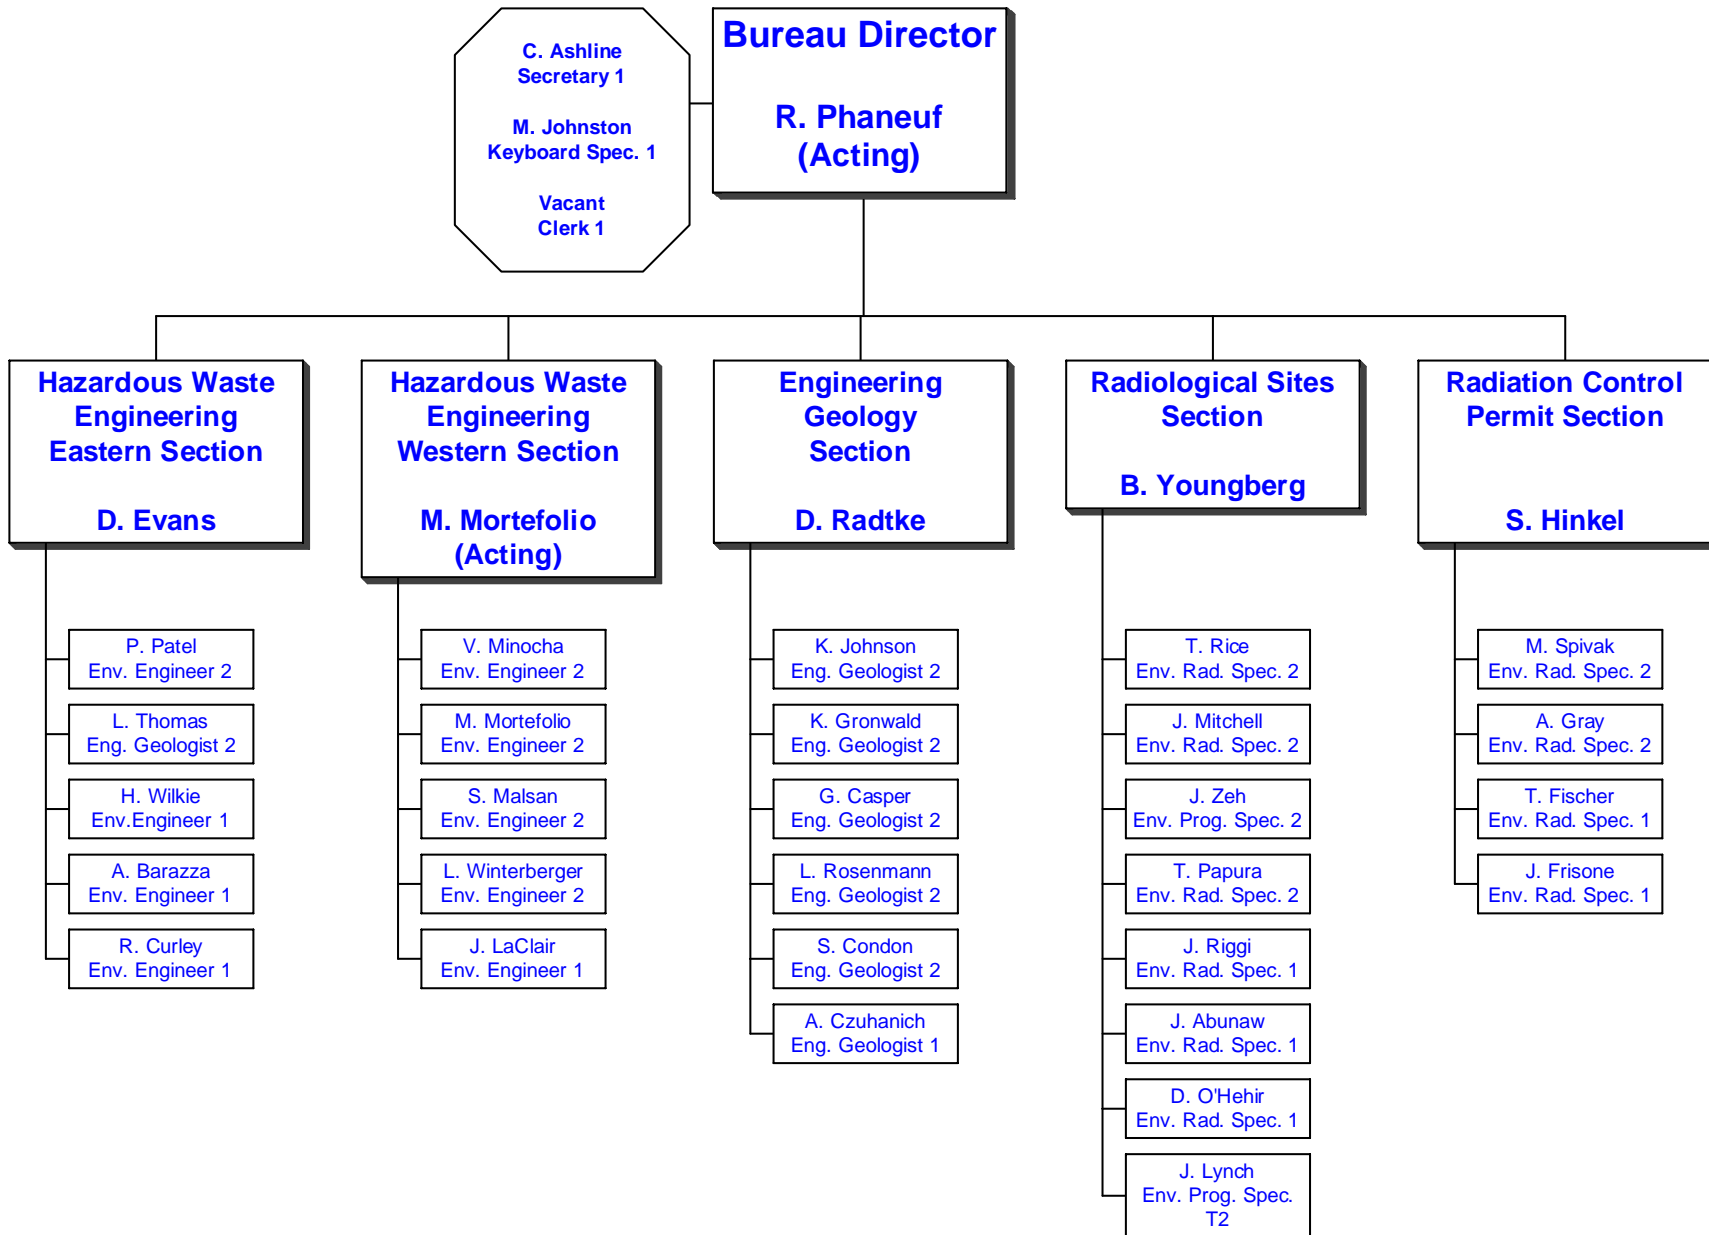 C. Ashline
Secretary 1
M. Johnston
Keyboard Spec. 1
Vacant
Clerk 1
Bureau Director
R. Phaneuf
(Acting)
Hazardous Waste
Engineering
Eastern Section
D. Evans
P. Patel
Env. Engineer 2
L. Thomas
Eng. Geologist 2
H. Wilkie
Env.Engineer 1
A. Barazza
Env. Engineer 1
R. Curley
Env. Engineer 1
Hazardous Waste
Engineering
Western Section
M. Mortefolio
(Acting)
V. Minocha
Env. Engineer 2
M. Mortefolio
Env. Engineer 2
S. Malsan
Env. Engineer 2
L. Winterberger
Env. Engineer 2
J. LaClair
Env. Engineer 1
Engineering
Geology
Section
D. Radtke
K. Johnson
Eng. Geologist 2
K. Gronwald
Eng. Geologist 2
G. Casper
Eng. Geologist 2
L. Rosenmann
Eng. Geologist 2
S. Condon
Eng. Geologist 2
A. Czuhanich
Eng. Geologist 1
Radiological Sites
Section
B. Youngberg
T. Rice
Env. Rad. Spec. 2
J. Mitchell
Env. Rad. Spec. 2
J. Zeh
Env. Prog. Spec. 2
T. Papura
Env. Rad. Spec. 2
J. Riggi
Env. Rad. Spec. 1
J. Abunaw
Env. Rad. Spec. 1
D. O'Hehir
Env. Rad. Spec. 1
J. Lynch
Env. Prog. Spec.
T2
Radiation Control
Permit Section
S. Hinkel
M. Spivak
Env. Rad. Spec. 2
A. Gray
Env. Rad. Spec. 2
T. Fischer
Env. Rad. Spec. 1
J. Frisone
Env. Rad. Spec. 1